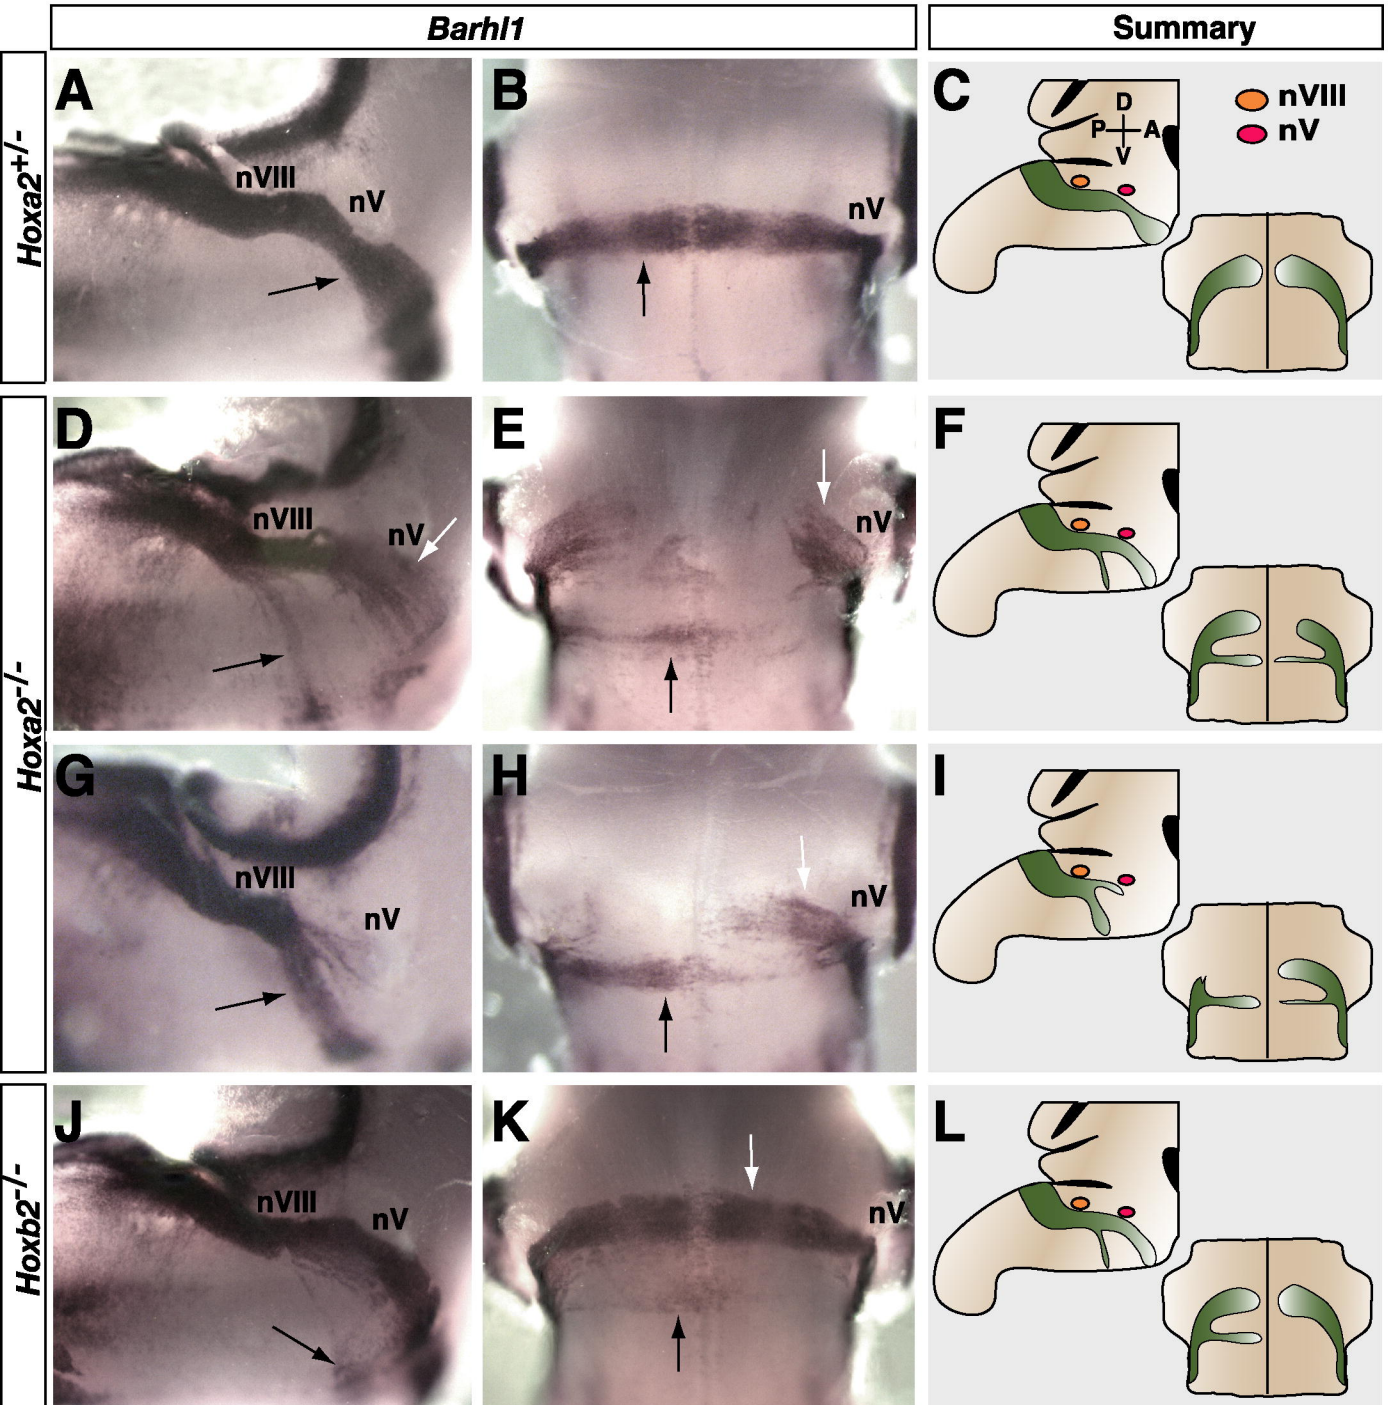 Barhl1
Summary
Hoxa2+/-
A
nVIII
nV
B
nV
C
D
P A
V
nVIII
nV
Hoxa2-/-
D
nVIII
nV
E
nV
F
G
nVIII
nV
H
nV
I
Hoxb2-/-
J
nVIII
nV
K
nV
L